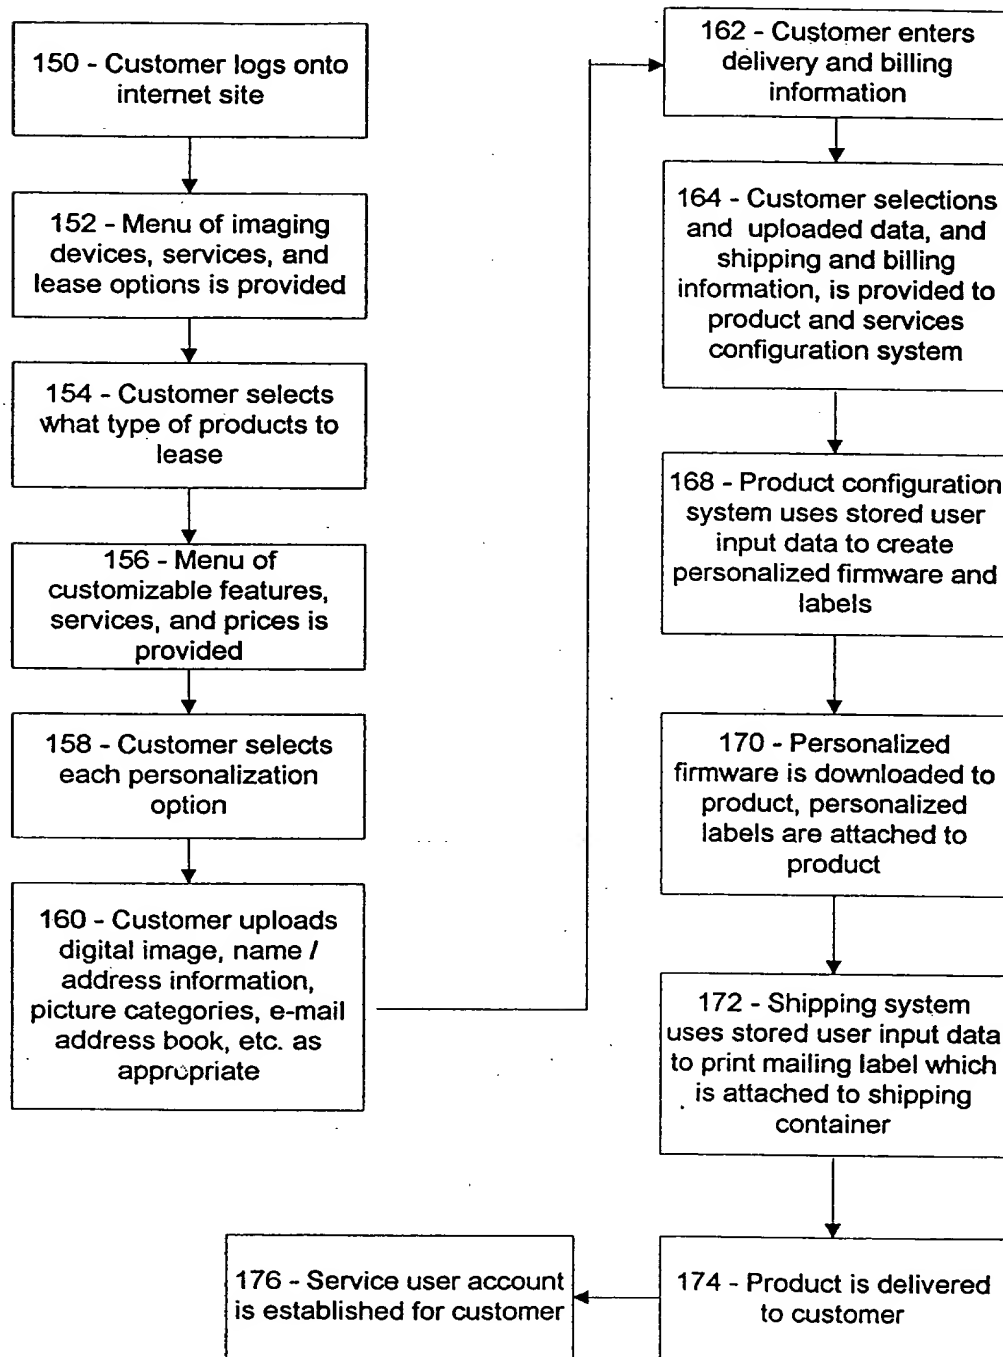 150 - Customer logs onto
internet site
152 - Menu of imaging
devices, services, and
lease options is provided
154 - Customer selects
what type of products to
lease
156 - Menu of
customizable features,
services, and prices is
provided
158 - Customer selects
each personalization
option
160 - Customer uploads
digital image, name /
address information,
picture categories, e-mail
address book, etc. as
appropriate
162 - Customer enters
delivery and billing
information
164 - Customer selections
and uploaded data, and
shipping and billing
information, is provided to
product and services
configuration system
168 - Product configuration
system uses stored user
input data to create
personalized firmware and
labels
170 - Personalized
firmware is downloaded to
product, personalized
labels are attached to
product
172 - Shipping system
uses stored user input data
to print mailing label which
is attached to shipping
container
174 - Product is delivered
to customer
176 - Service user account
is established for customer